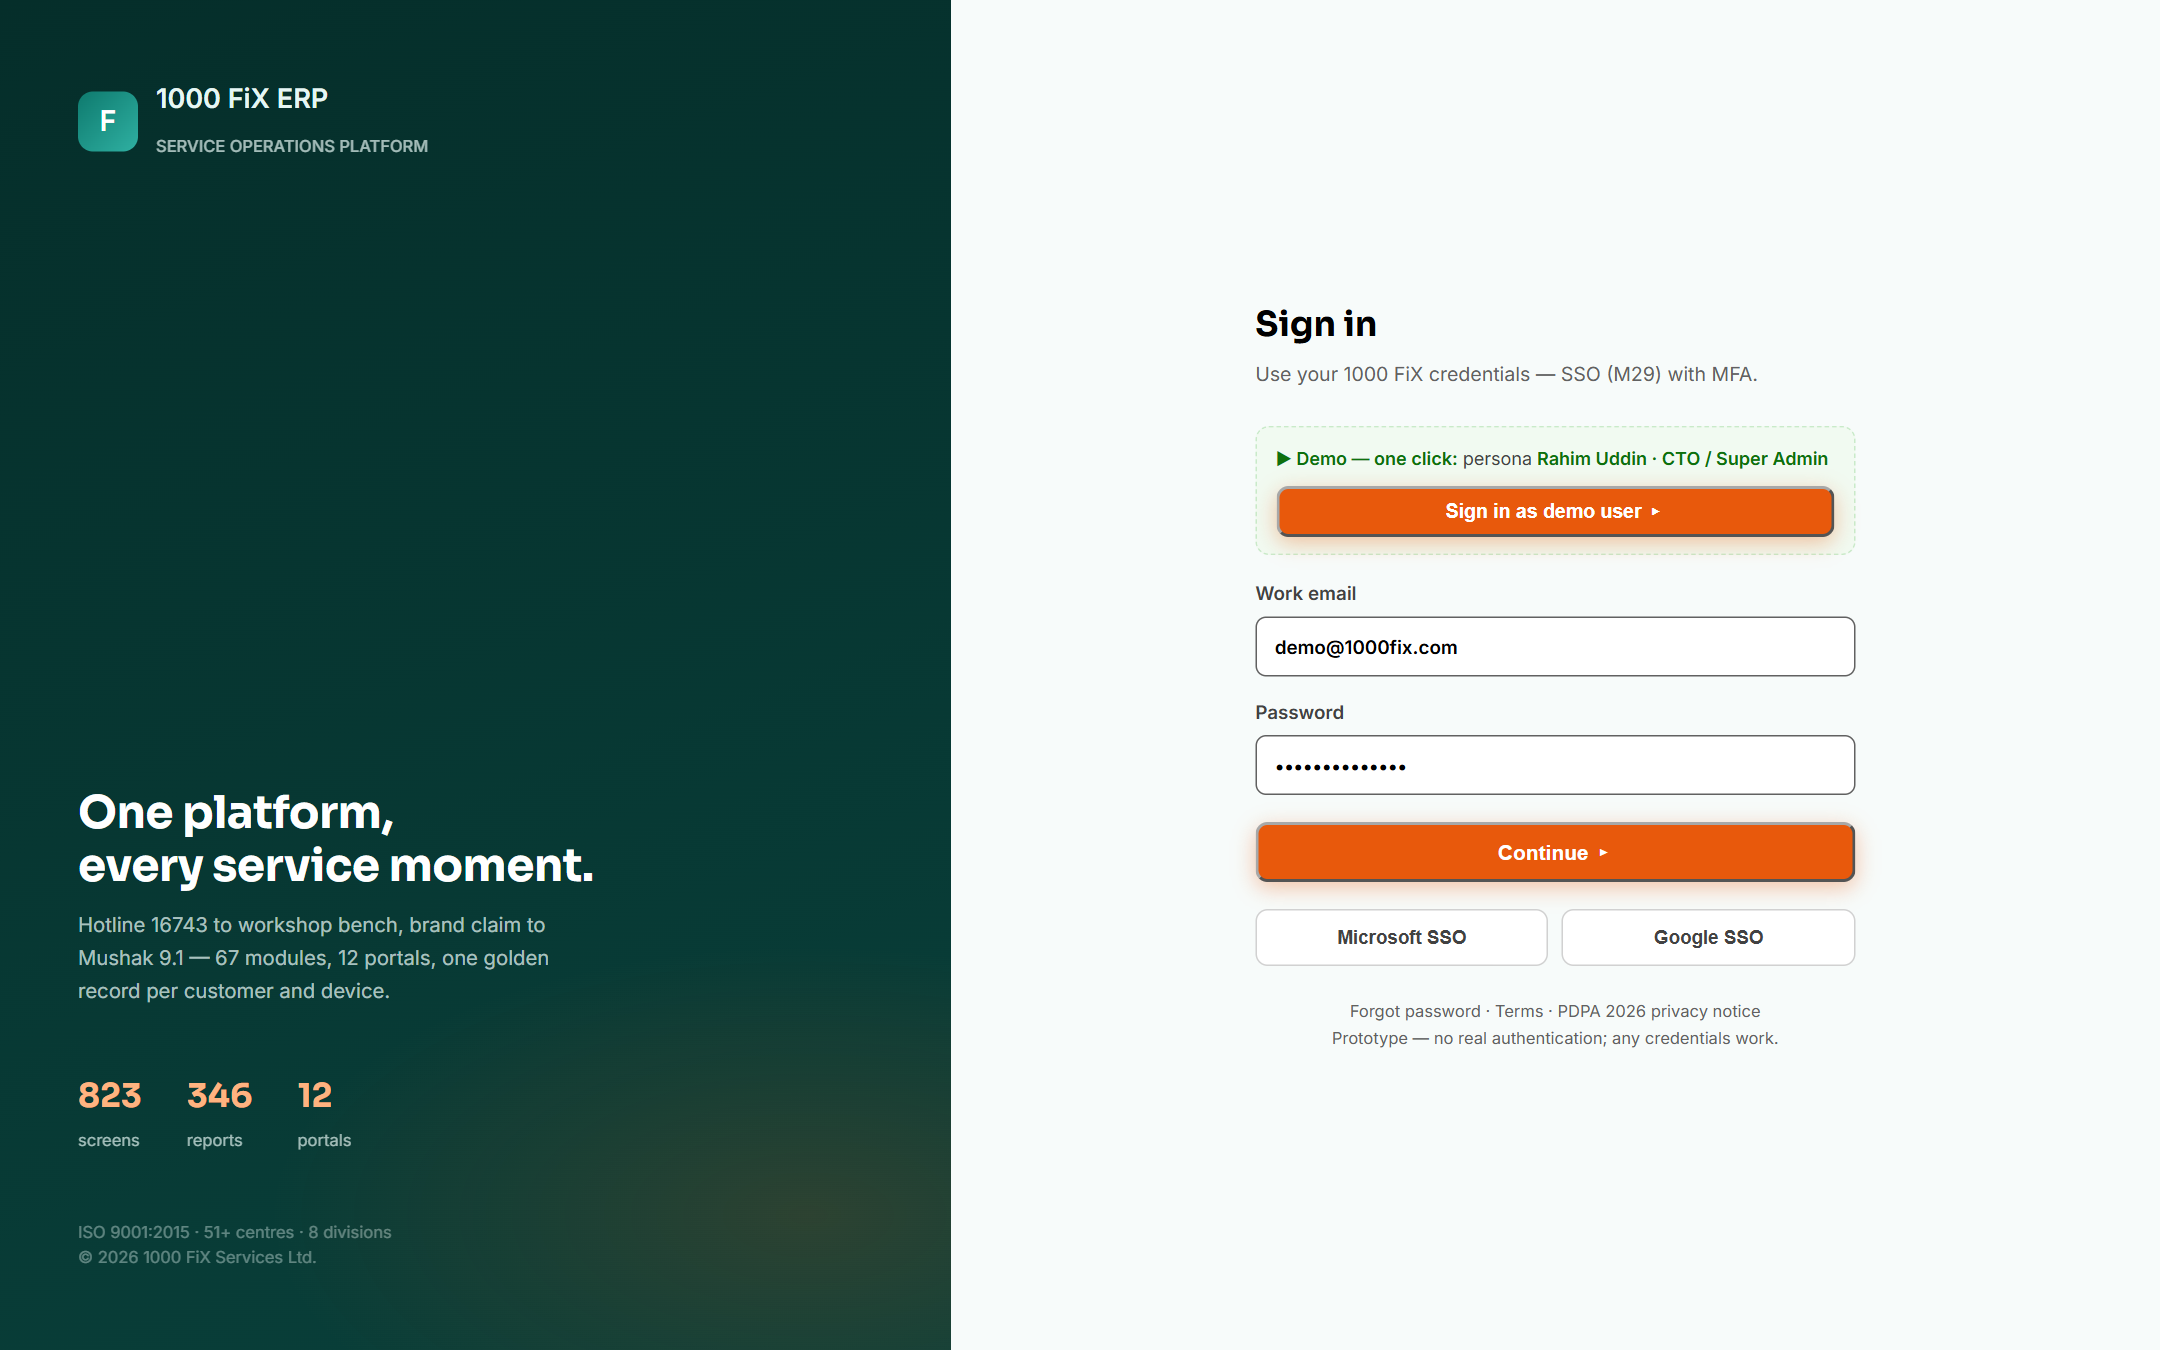 F
1000 FiX ERP
SERVICE OPERATIONS PLATFORM
One platform,
every service moment.
Hotline 16743 to workshop bench, brand claim to
Mushak 9.1 — 67 modules, 12 portals, one golden
record per customer and device.
823 346 12
screens reports portals
ISO 9001:2015 · 51+ centres · 8 divisions
© 2026 1000 FiX Services Ltd.
Sign in
Use your 1000 FiX credentials — SSO (M29) with MFA.
▶ Demo — one click: persona Rahim Uddin · CTO / Super Admin
Sign in as demo user ▸
Work email
demo@1000fix.com
Password
••••••••••••••
Continue ▸
Microsoft SSO Google SSO
Forgot password · Terms · PDPA 2026 privacy notice
Prototype — no real authentication; any credentials work.